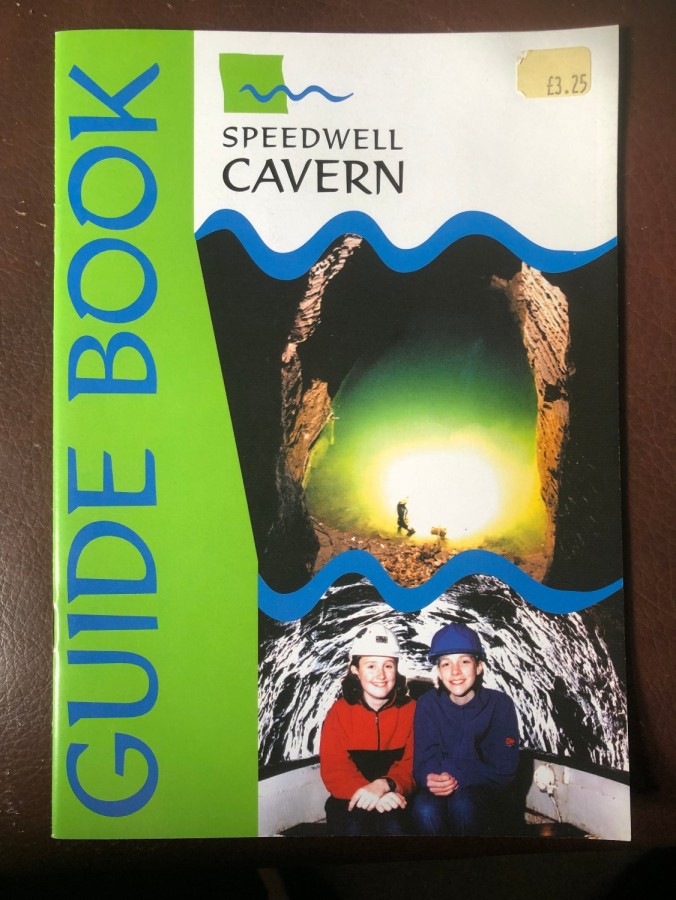 GUIDE BOOK
SPEEDWELL
CAVERN
£3.25